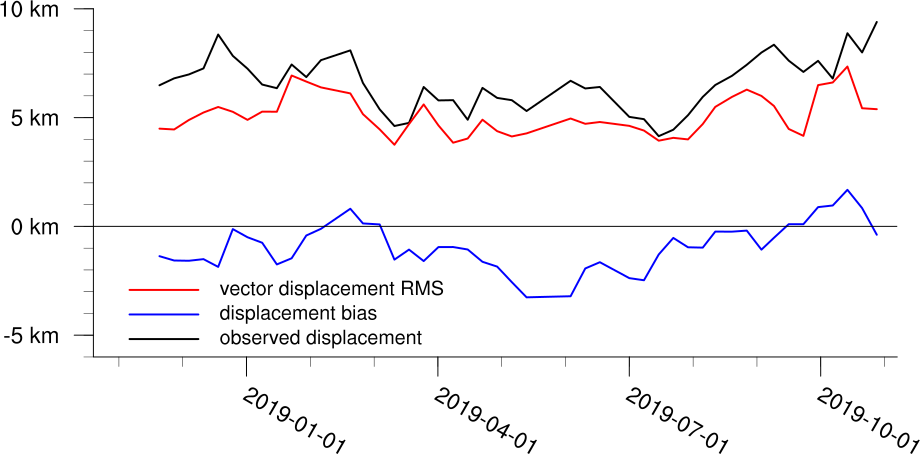 10 km
5 km
0 km
-5 km
vector displacement RMS
displacement bias
observed displacement
2019-01-01
2019-04-01
2019-07-01
2019-10-01